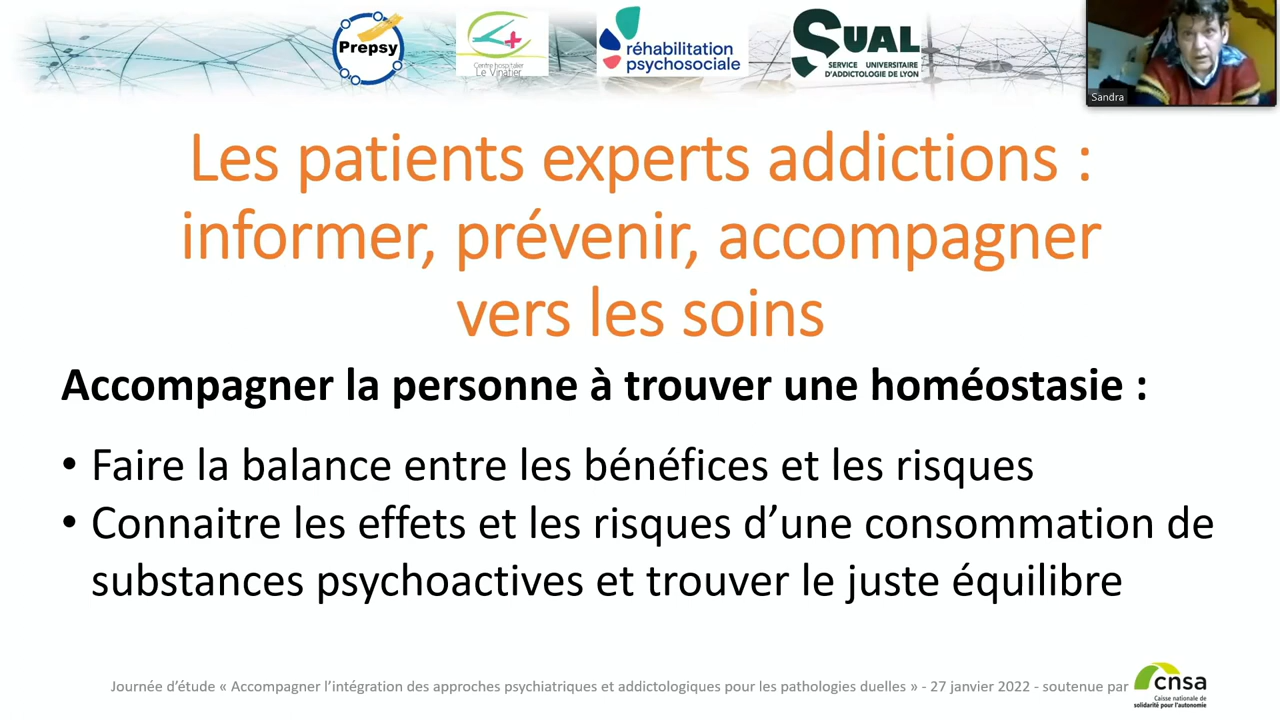 Prepsy
Centre hospitalier
Le Vinatier
réhabilitation
psychosociale
SUAL
SERVICE UNIVERSITAIRE
D'ADDICTOLOGIE DE LYON
Sandra
Les patients experts addictions :
informer, prévenir, accompagner
vers les soins
Accompagner la personne à trouver une homéostasie :
• Faire la balance entre les bénéfices et les risques
• Connaitre les effets et les risques d’une consommation de
substances psychoactives et trouver le juste équilibre
Journée d’étude « Accompagner l’intégration des approches psychiatriques et addictologiques pour les pathologies duelles » - 27 janvier 2022 - soutenue par
cnsa
Caisse nationale de
solidarité pour l'autonomie